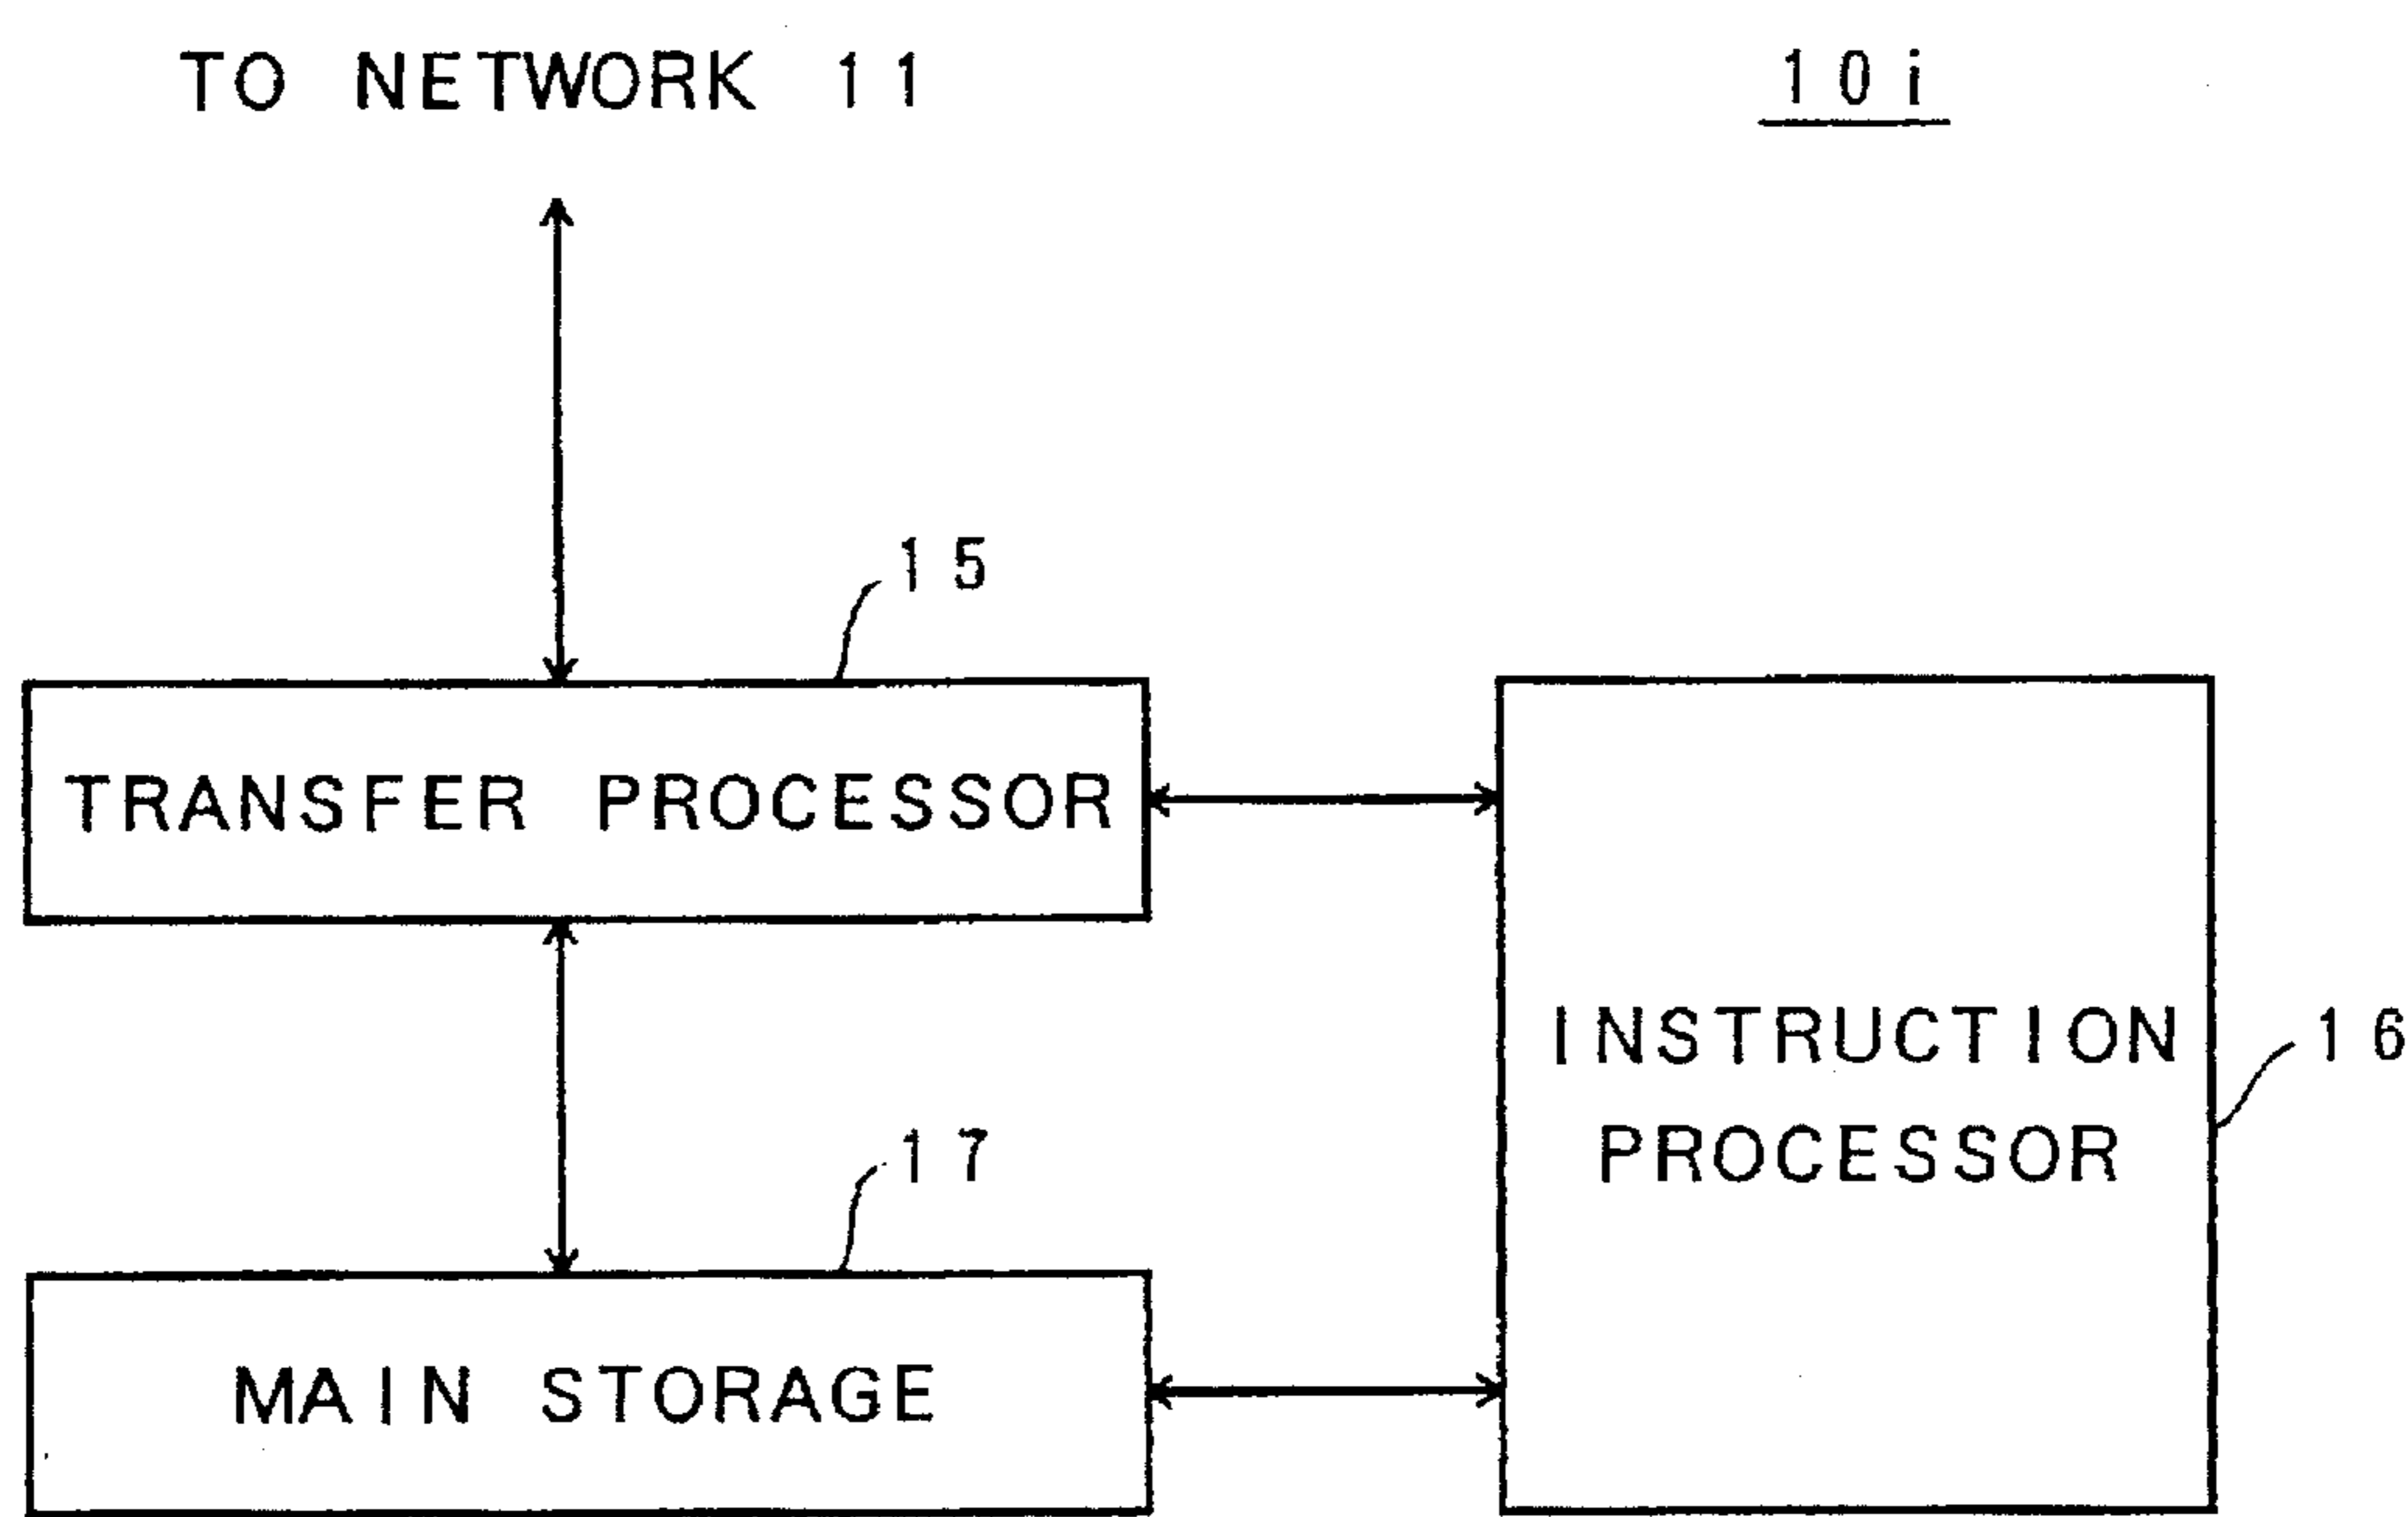 TO NETWORK 11
10i
15
TRANSFER PROCESSOR
INSTRUCTION
PROCESSOR
16
17
MAIN STORAGE